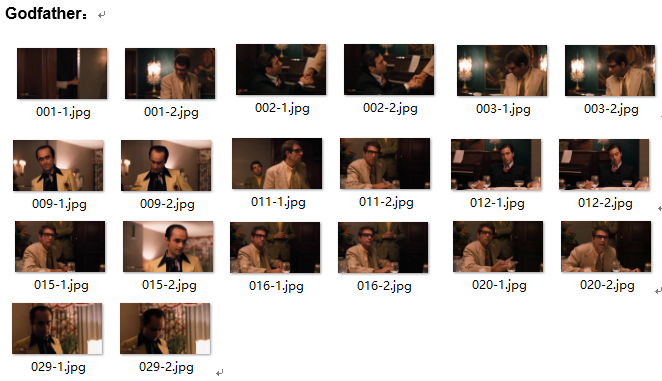 Godfather：
001-1.jpg 001-2.jpg 002-1.jpg 002-2.jpg 003-1.jpg 003-2.jpg
009-1.jpg 009-2.jpg 011-1.jpg 011-2.jpg 012-1.jpg 012-2.jpg
015-1.jpg 015-2.jpg 016-1.jpg 016-2.jpg 020-1.jpg 020-2.jpg
029-1.jpg 029-2.jpg